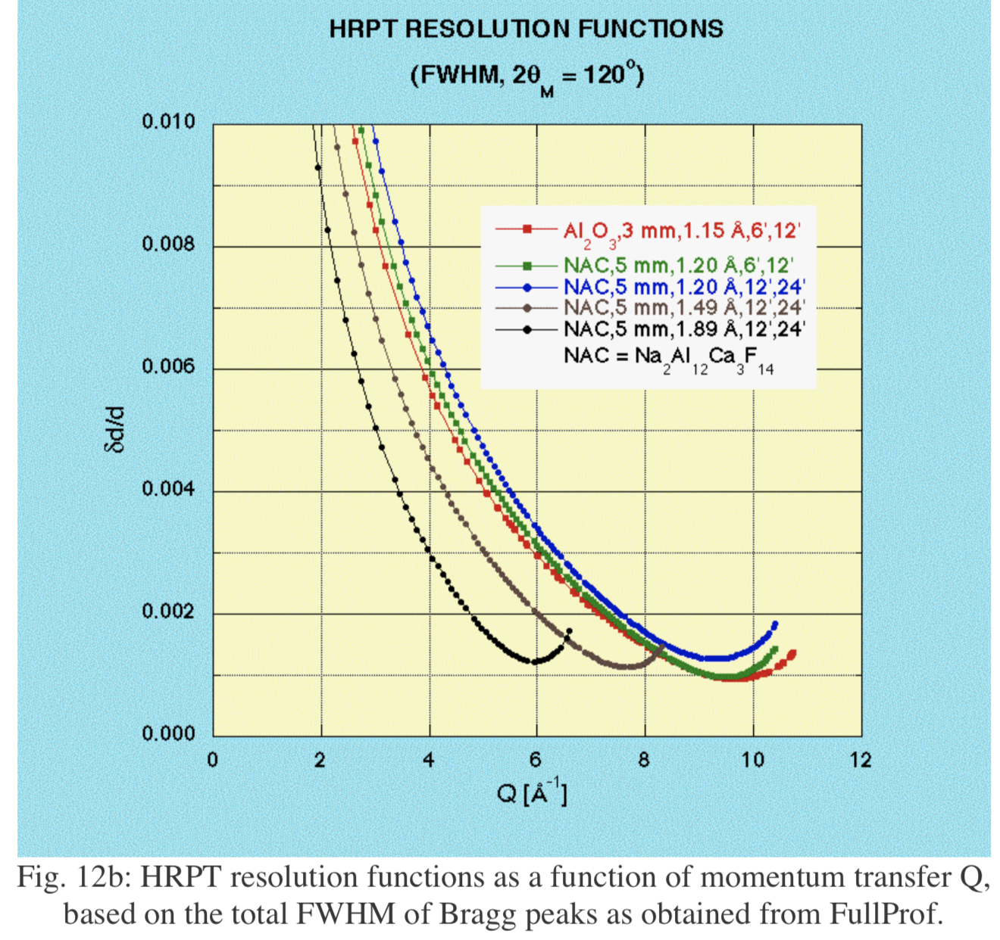 HRPT RESOLUTION FUNCTIONS
(FWHM, 2θ_M = 120°)
0.010
0.008
0.006
0.004
0.002
0.000
δd/d
Al₂O₃,3 mm,1.15 Å,6',12'
NAC,5 mm,1.20 Å,6',12'
NAC,5 mm,1.20 Å,12',24'
NAC,5 mm,1.49 Å,12',24'
NAC,5 mm,1.89 Å,12',24'
NAC = Na₂Al₁₂Ca₃F₁₄
0 2 4 6 8 10 12
Q [Å⁻¹]
Fig. 12b: HRPT resolution functions as a function of momentum transfer Q,
based on the total FWHM of Bragg peaks as obtained from FullProf.